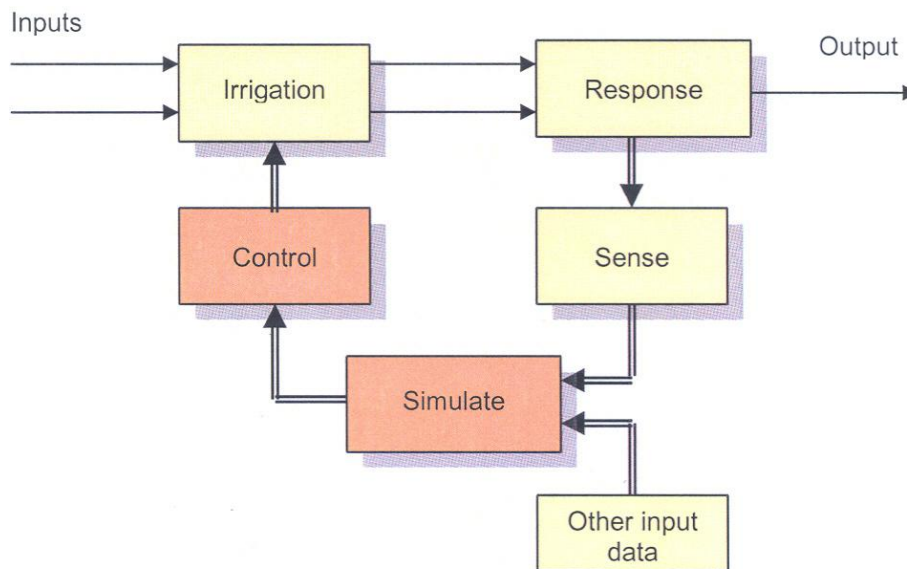 Inputs
Output
Irrigation
Response
Control
Sense
Simulate
Other input
data